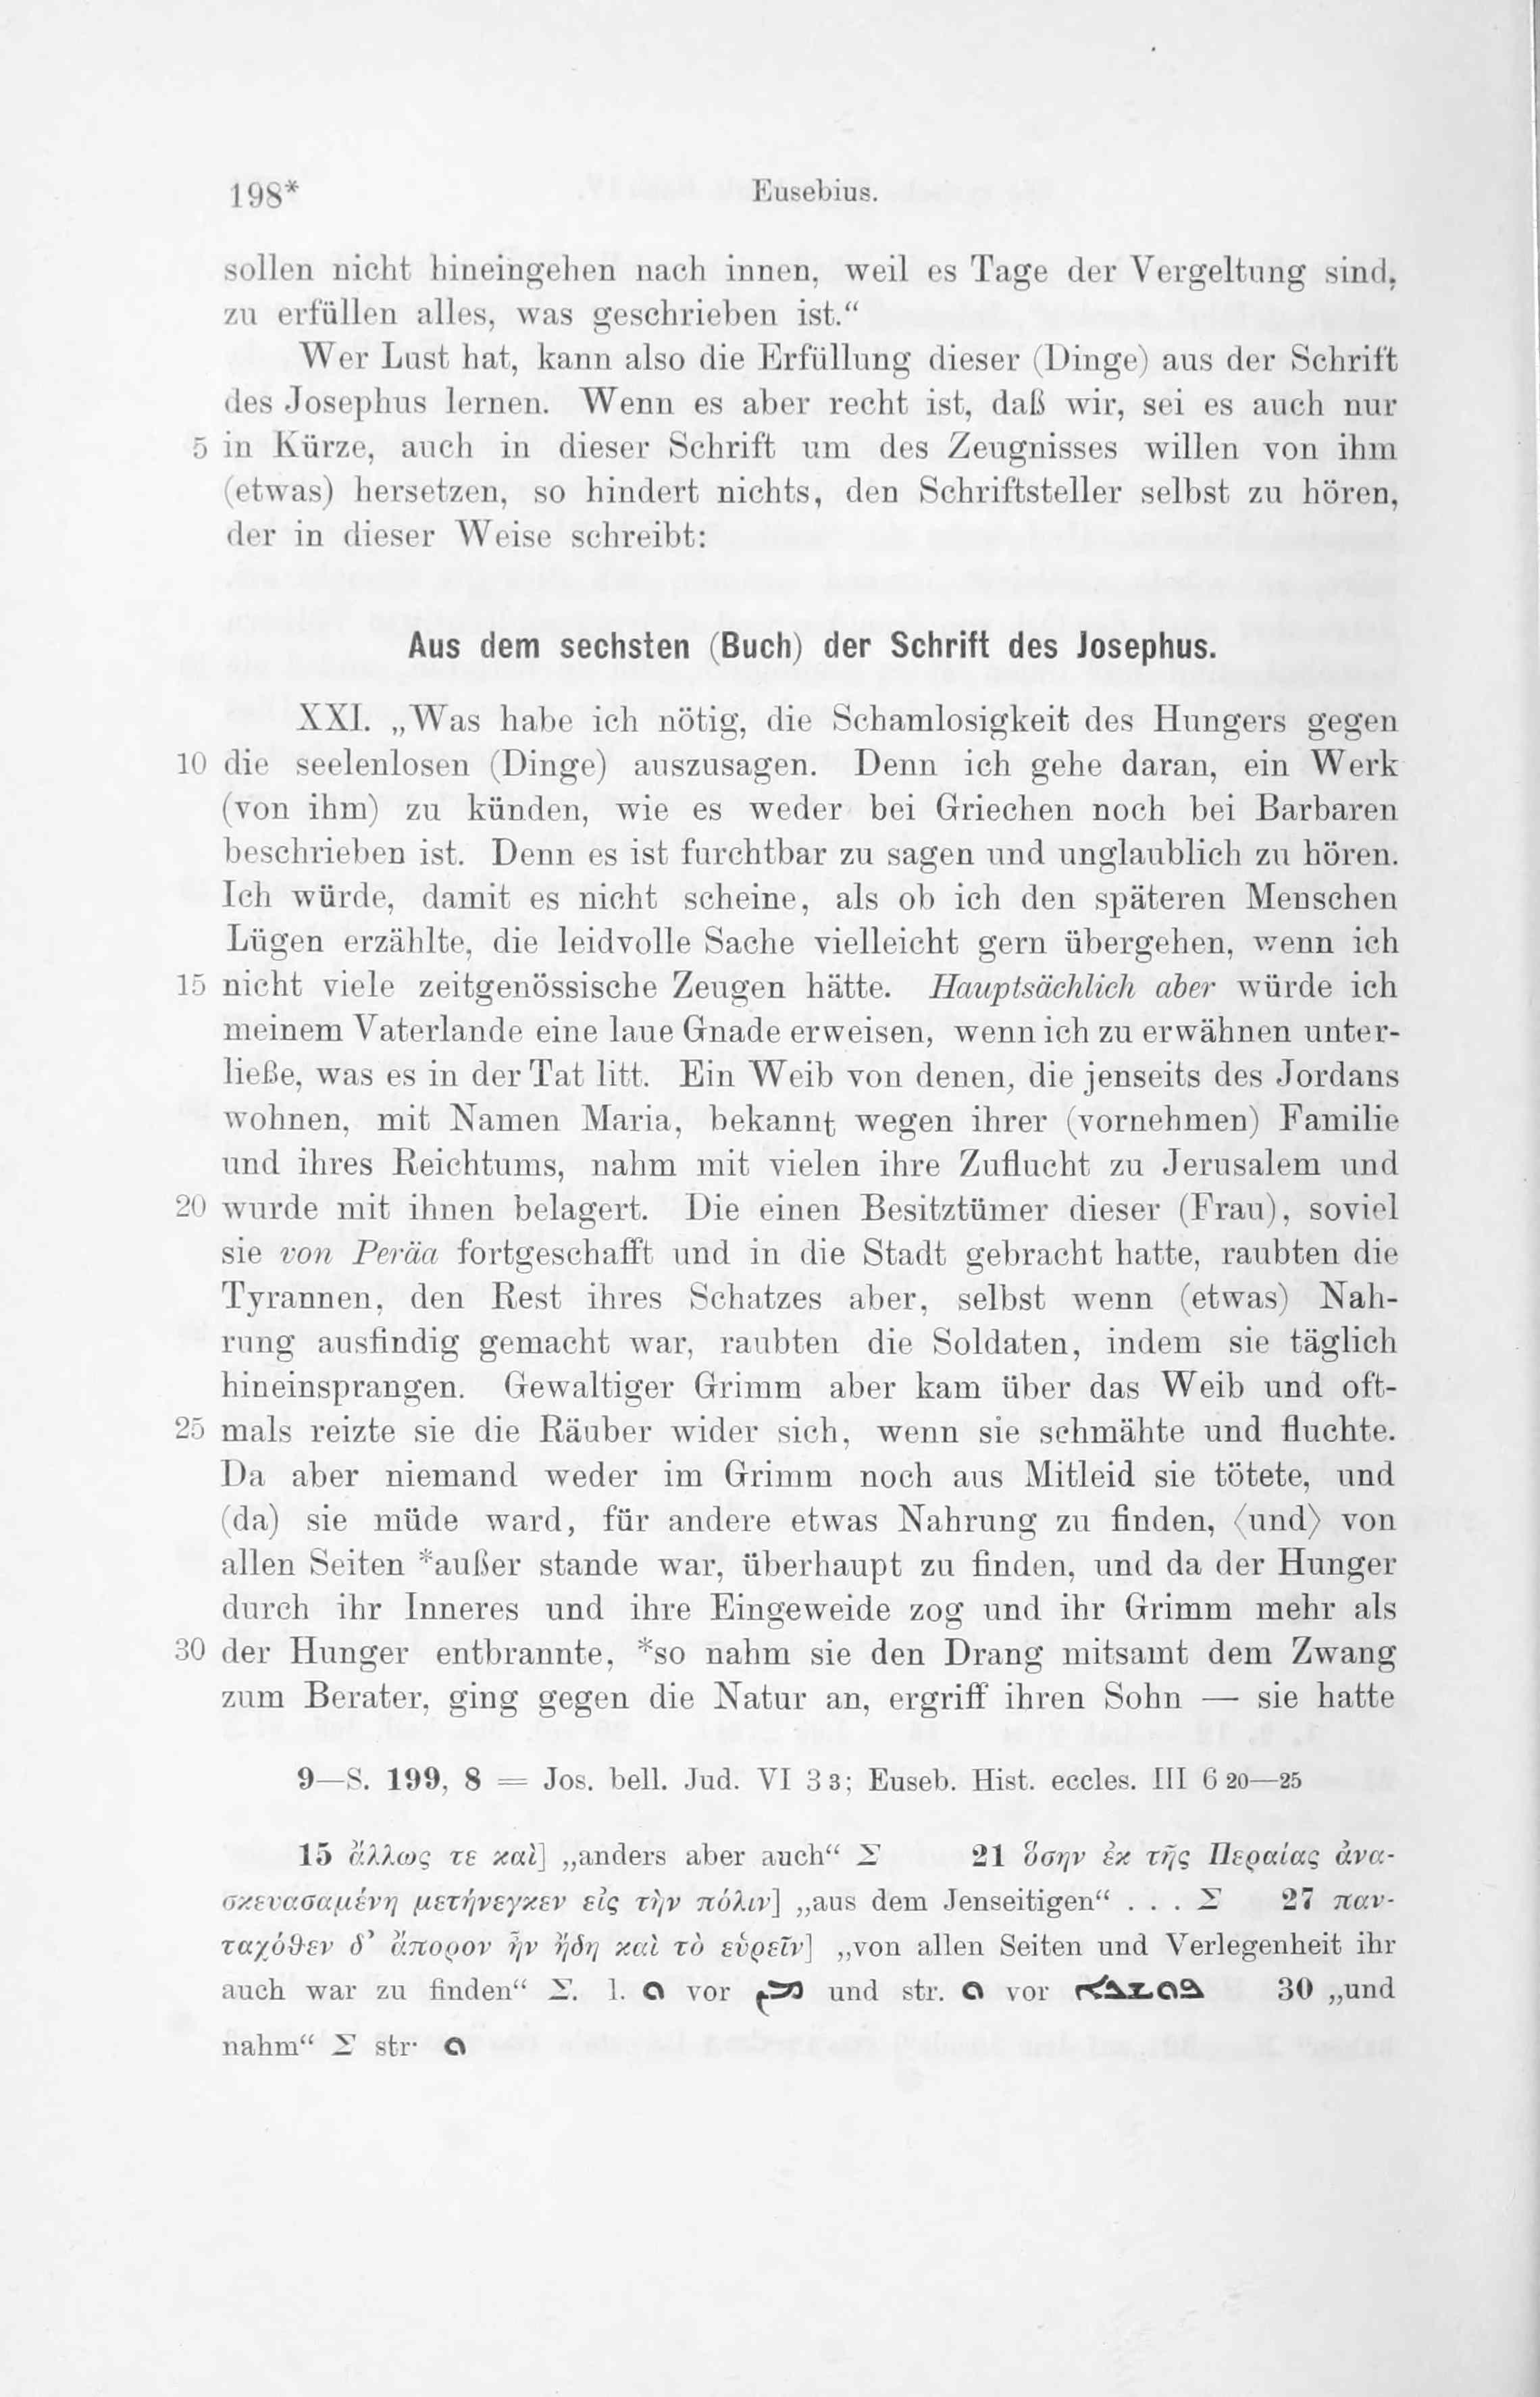 198*
Eusebius.
sollen nicht hineingehen nach innen, weil es Tage der Vergeltung sind,
zu erfüllen alles, was geschrieben ist.“
Wer Lust hat, kann also die Erfüllung dieser (Dinge) aus der Schrift
des Josephus lernen. Wenn es aber recht ist, daß wir, sei es auch nur
5 in Kürze, auch in dieser Schrift um des Zeugnisses willen von ihm
(etwas) hersetzen, so hindert nichts, den Schriftsteller selbst zu hören,
der in dieser Weise schreibt:
Aus dem sechsten (Buch) der Schrift des Josephus.
XXI. „Was habe ich nötig, die Schamlosigkeit des Hungers gegen
10 die seelenlosen (Dinge) auszusagen. Denn ich gehe daran, ein Werk
(von ihm) zu künden, wie es weder bei Griechen noch bei Barbaren
beschrieben ist. Denn es ist furchtbar zu sagen und unglaublich zu hören.
Ich würde, damit es nicht scheine, als ob ich den späteren Menschen
Lügen erzählte, die leidvolle Sache vielleicht gern übergehen, wenn ich
15 nicht viele zeitgenössische Zeugen hätte. Hauptsächlich aber würde ich
meinem Vaterlande eine laue Gnade erweisen, wenn ich zu erwähnen unter-
ließe, was es in der Tat litt. Ein Weib von denen, die jenseits des Jordans
wohnen, mit Namen Maria, bekannt wegen ihrer (vornehmen) Familie
und ihres Reichtums, nahm mit vielen ihre Zuflucht zu Jerusalem und
20 wurde mit ihnen belagert. Die einen Besitztümer dieser (Frau), soviel
sie von Peräa fortgeschafft und in die Stadt gebracht hatte, raubten die
Tyrannen, den Rest ihres Schatzes aber, selbst wenn (etwas) Nah-
rung ausfindig gemacht war, raubten die Soldaten, indem sie täglich
hineinsprangen. Gewaltiger Grimm aber kam über das Weib und oft-
25 mals reizte sie die Räuber wider sich, wenn sie schmähte und fluchte.
Da aber niemand weder im Grimm noch aus Mitleid sie tötete, und
(da) sie müde ward, für andere etwas Nahrung zu finden, ⟨und⟩ von
allen Seiten *außer stande war, überhaupt zu finden, und da der Hunger
durch ihr Inneres und ihre Eingeweide zog und ihr Grimm mehr als
30 der Hunger entbrannte, *so nahm sie den Drang mitsamt dem Zwang
zum Berater, ging gegen die Natur an, ergriff ihren Sohn — sie hatte
9—S. 199, 8 = Jos. bell. Jud. VI 3 3; Euseb. Hist. eccles. III 6 20—25
15 ἄλλως τε καὶ] „anders aber auch“ Σ 21 ὅσην ἐκ τῆς Περαίας ἀνα-
σκευασαμένη μετήνεγκεν εἰς τὴν πόλιν] „aus dem Jenseitigen“ . . . Σ 27 παν-
ταχόθεν δ’ ἄπορον ἦν ἤδη καὶ τὸ εὑρεῖν] „von allen Seiten und Verlegenheit ihr
auch war zu finden“ Σ. l. ܘ vor ܡܢ und str. ܘ vor ܦܘܫܟܐ 30 „und
nahm“ Σ str. ܘ